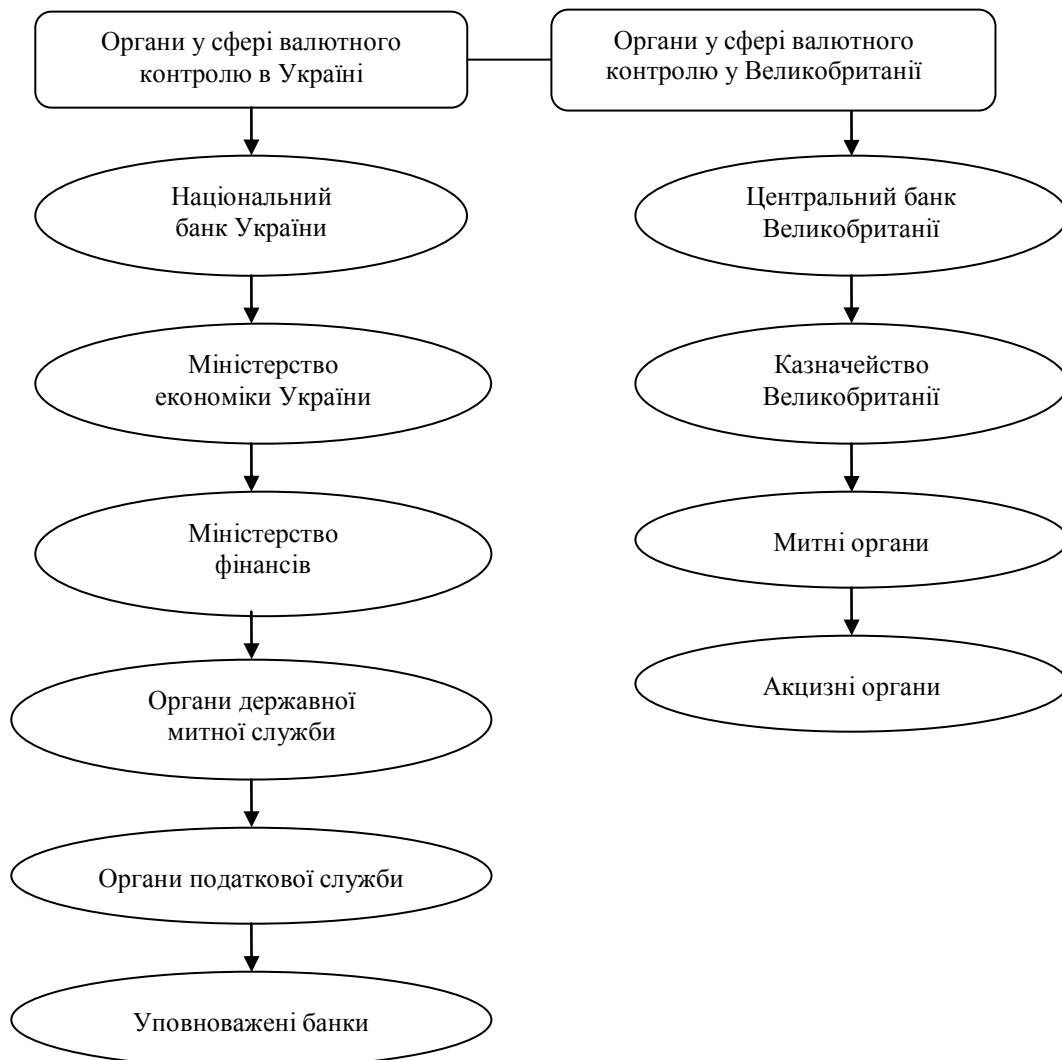 Органи у сфері валютного
контролю в Україні
Органи у сфері валютного
контролю у Великобританії
Національний
банк України
Міністерство
економіки України
Міністерство
фінансів
Органи державної
митної служби
Органи податкової служби
Уповноважені банки
Центральний банк
Великобританії
Казначейство
Великобританії
Митні органи
Акцизні органи